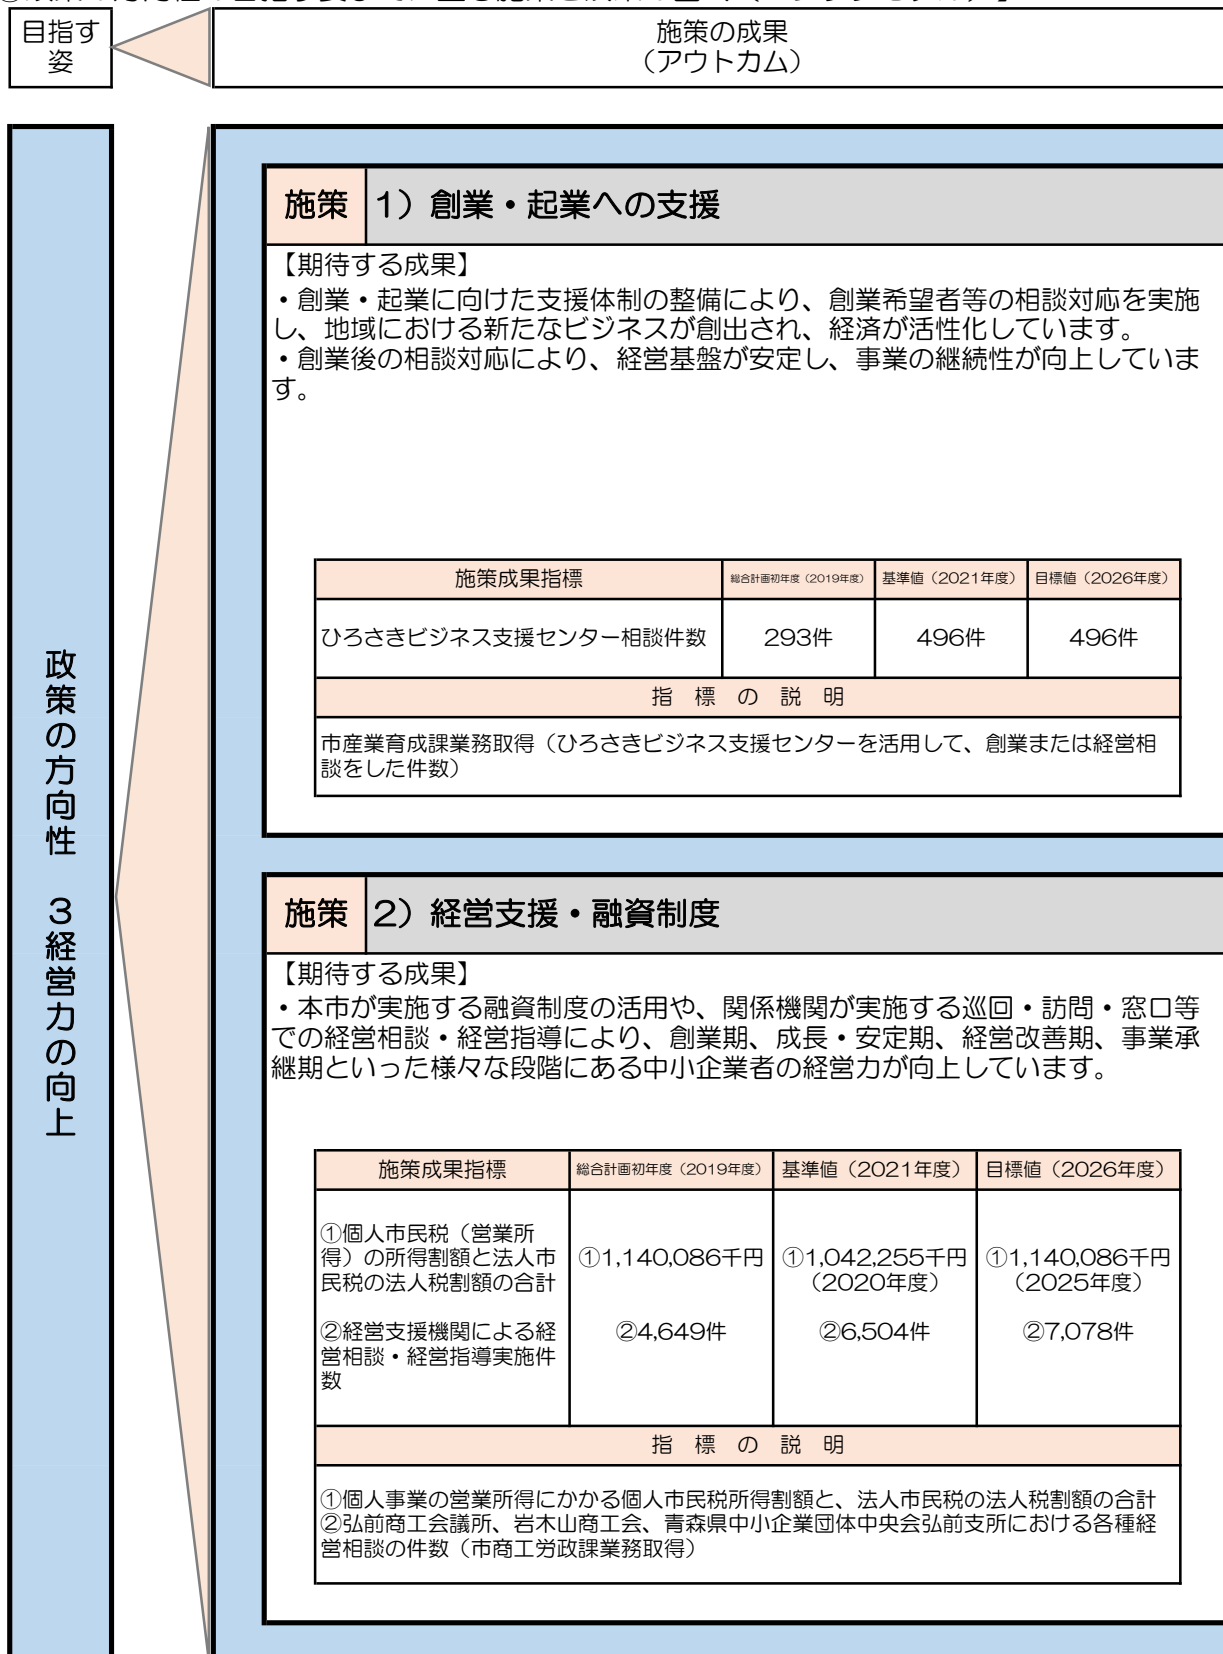 目指す
姿
施策の成果
（アウトカム）
政策の方向性　３経営力の向上
施策
1）創業・起業への支援
【期待する成果】
・創業・起業に向けた支援体制の整備により、創業希望者等の相談対応を実施
し、地域における新たなビジネスが創出され、経済が活性化しています。
・創業後の相談対応により、経営基盤が安定し、事業の継続性が向上していま
す。
施策成果指標
総合計画初年度（2019年度）
基準値（2021年度）
目標値（2026年度）
ひろさきビジネス支援センター相談件数
293件
496件
496件
指　標　の　説　明
市産業育成課業務取得（ひろさきビジネス支援センターを活用して、創業または経営相
談をした件数）
施策
2）経営支援・融資制度
【期待する成果】
・本市が実施する融資制度の活用や、関係機関が実施する巡回・訪問・窓口等
での経営相談・経営指導により、創業期、成長・安定期、経営改善期、事業承
継期といった様々な段階にある中小企業者の経営力が向上しています。
施策成果指標
総合計画初年度（2019年度）
基準値（2021年度）
目標値（2026年度）
①個人市民税（営業所
得）の所得割額と法人市
民税の法人税割額の合計
①1,140,086千円
①1,042,255千円
（2020年度）
①1,140,086千円
（2025年度）
②経営支援機関による経
営相談・経営指導実施件
数
②4,649件
②6,504件
②7,078件
指　標　の　説　明
①個人事業の営業所得にかかる個人市民税所得割額と、法人市民税の法人税割額の合計
②弘前商工会議所、岩木山商工会、青森県中小企業団体中央会弘前支所における各種経
営相談の件数（市商工労政課業務取得）